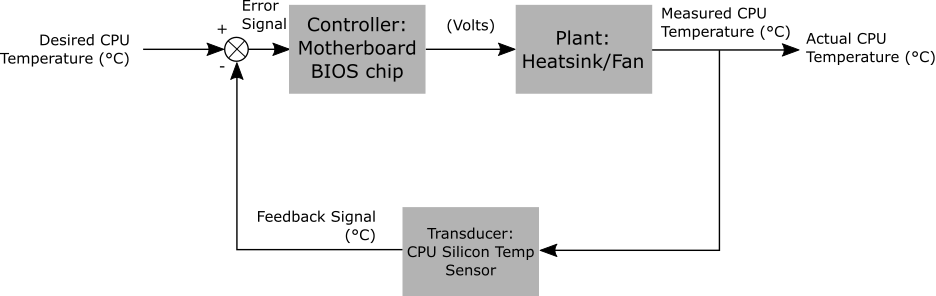 Desired CPU
Temperature (°C)
+
-
Error
Signal
Controller:
Motherboard
BIOS chip
(Volts)
Plant:
Heatsink/Fan
Measured CPU
Temperature (°C)
Actual CPU
Temperature (°C)
Feedback Signal
(°C)
Transducer:
CPU Silicon Temp
Sensor